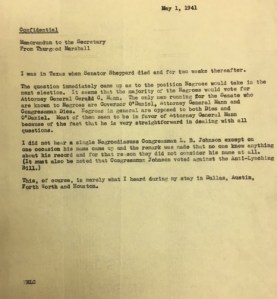 May 1, 1941
Confidential
Memorandum to the Secretary
From Thurgood Marshall
I was in Texas when Senator Sheppard died and for two weeks thereafter.
The question immediately came up as to the position Negroes would take in the
next election. It seems that the majority of the Negroes would vote for
Attorney General Gerald C. Mann. The only men running for the Senate who
are known to Negroes are Governor O'Daniel, Attorney General Mann and
Congressman Dies. Negroes in general are opposed to both Dies and
O'Daniel. Most of them seem to be in favor of Attorney General Mann
because of the fact that he is very straightforward in dealing with all
questions.
I did not hear a single Negro discuss Congressman L. B. Johnson except on
one occasion his name came up and the remark was made that no one knew anything
about his record and for that reason they did not consider his name at all.
(It must also be noted that Congressman Johnson voted against the Anti-Lynching
Bill.)
This, of course, is merely what I heard during my stay in Dallas, Austin,
Forth Worth and Houston.